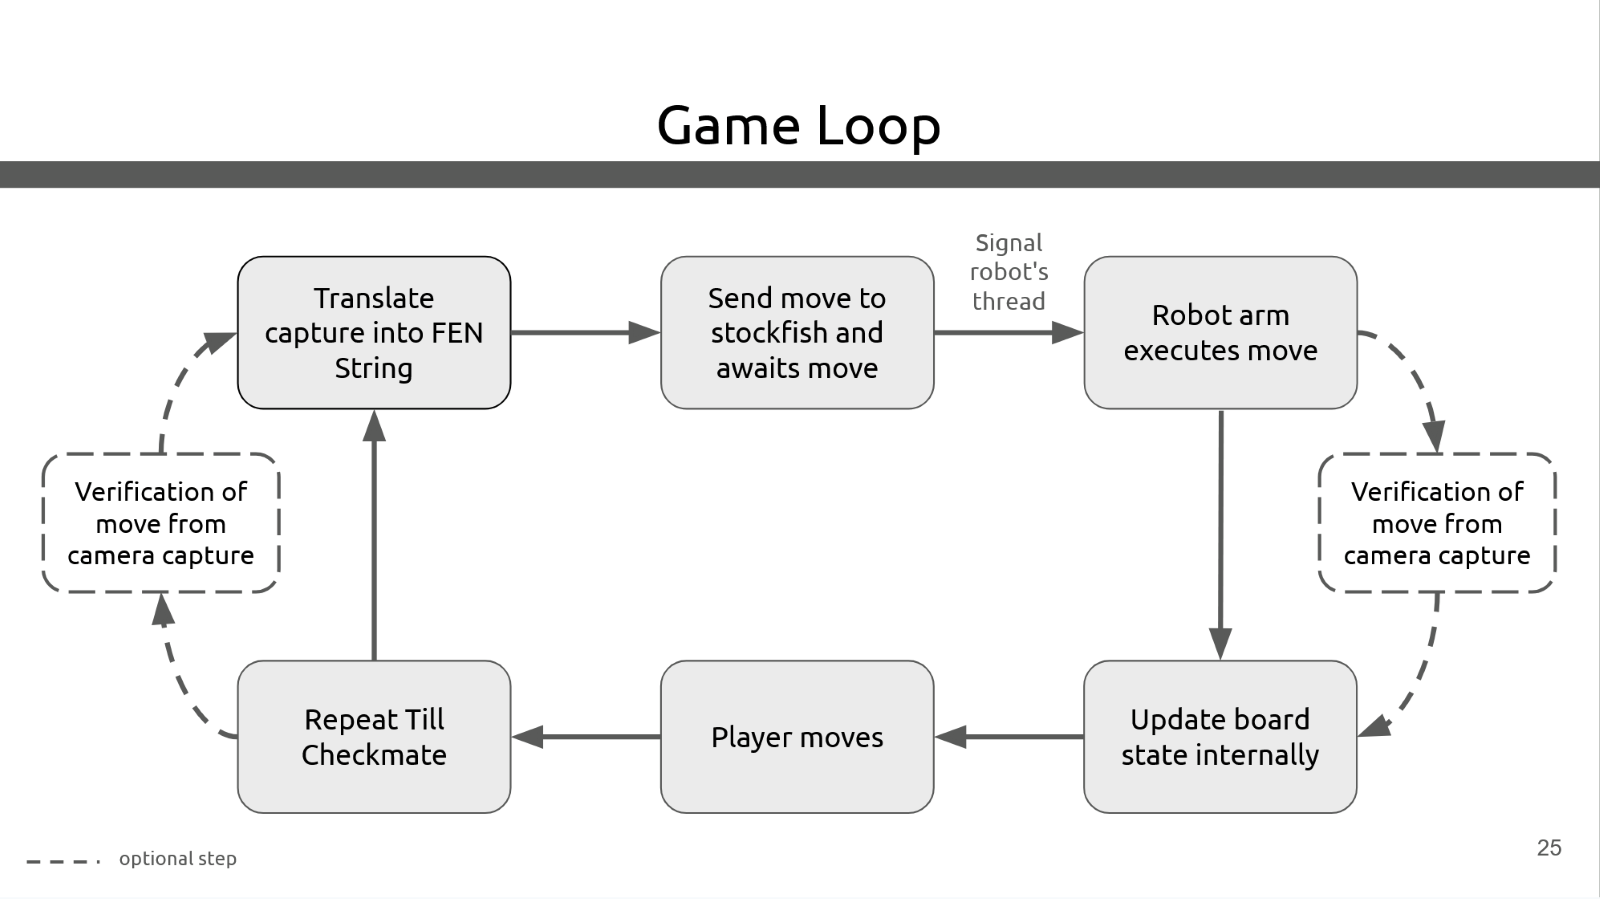 Game Loop
Signal
robot's
thread
Translate
capture into FEN
String
Send move to
stockfish and
awaits move
Robot arm
executes move
Verification of
move from
camera capture
Verification of
move from
camera capture
Repeat Till
Checkmate
Player moves
Update board
state internally
optional step
25